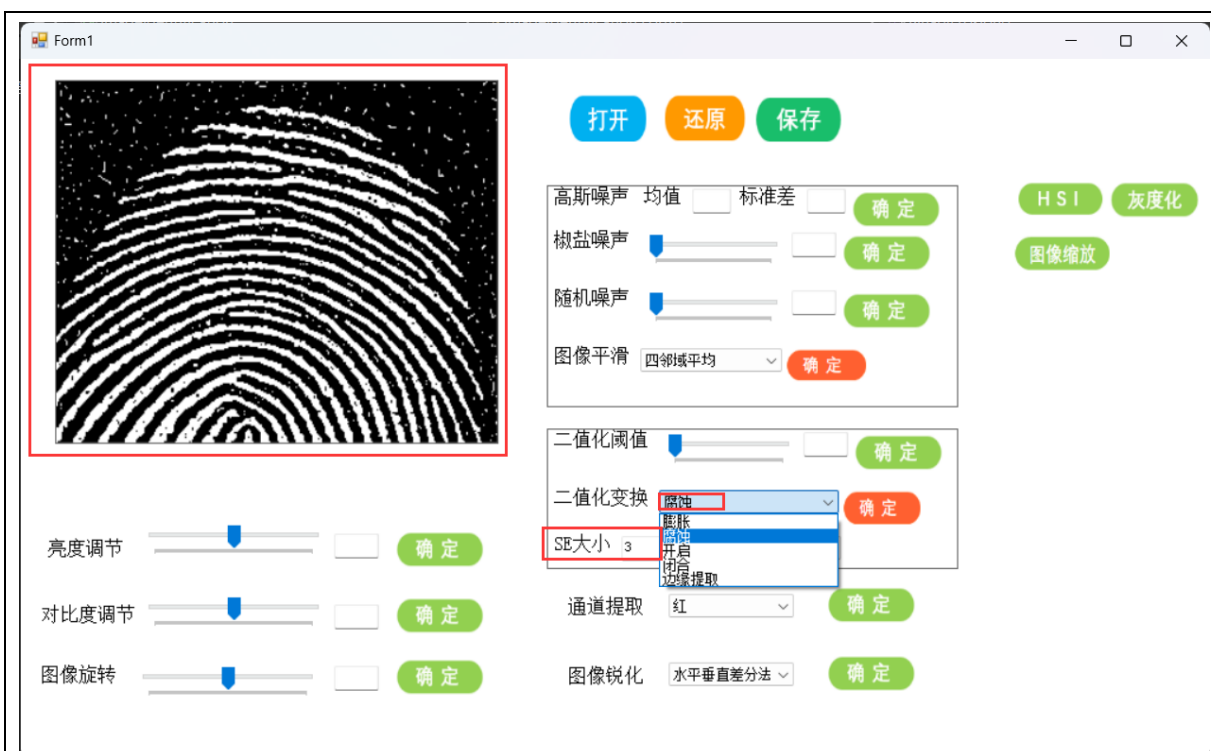 Form1
打开 还原 保存
高斯噪声 均值 标准差 确 定
HSI 灰度化
椒盐噪声 确 定
图像缩放
随机噪声 确 定
图像平滑 四邻域平均 确 定
二值化阈值 确 定
二值化变换 腐蚀 确 定
膨胀
腐蚀
SE大小 3
开启
闭合
边缘提取
亮度调节 确 定
通道提取 红 确 定
对比度调节 确 定
图像旋转 确 定
图像锐化 水平垂直差分法 确 定